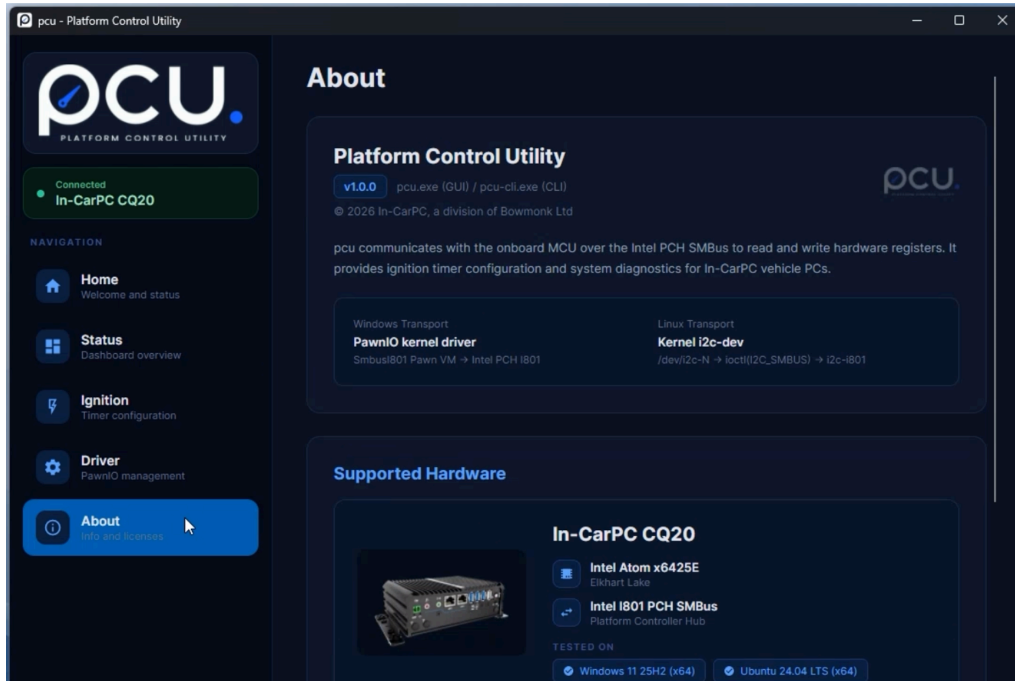 pcu - Platform Control Utility
pcu.
PLATFORM CONTROL UTILITY
Connected
In-CarPC CQ20
NAVIGATION
Home
Welcome and status
Status
Dashboard overview
Ignition
Timer configuration
Driver
PawnIO management
About
Info and licenses
About
Platform Control Utility
v1.0.0 pcu.exe (GUI) / pcu-cli.exe (CLI)
© 2026 In-CarPC, a division of Bowmonk Ltd
pcu.
pcu communicates with the onboard MCU over the Intel PCH SMBus to read and write hardware registers. It
provides ignition timer configuration and system diagnostics for In-CarPC vehicle PCs.
Windows Transport
PawnIO kernel driver
SmbusI801 Pawn VM → Intel PCH I801
Linux Transport
Kernel i2c-dev
/dev/i2c-N → ioctl(I2C_SMBUS) → i2c-i801
Supported Hardware
In-CarPC CQ20
Intel Atom x6425E
Elkhart Lake
Intel I801 PCH SMBus
Platform Controller Hub
TESTED ON
Windows 11 25H2 (x64)
Ubuntu 24.04 LTS (x64)